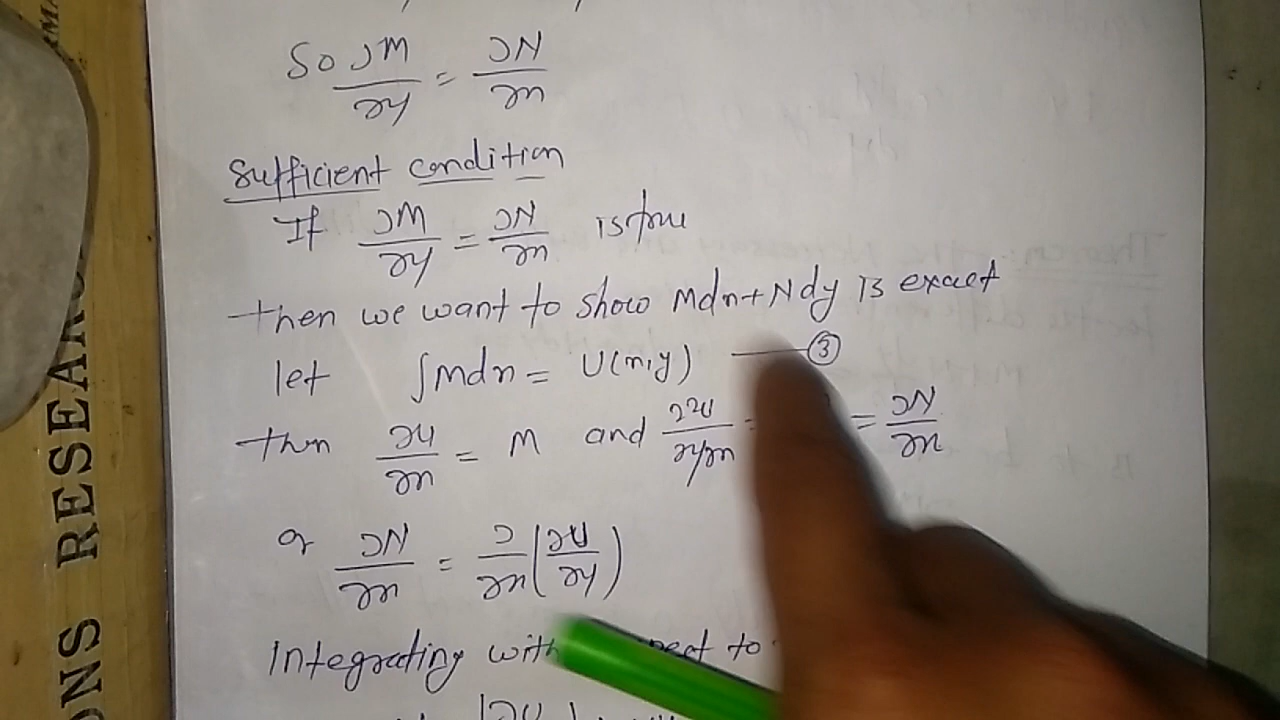 So ∂M/∂y = ∂N/∂x
Sufficient condition
If ∂M/∂y = ∂N/∂x is true
then we want to show Mdx+Ndy is exact
let ∫Mdx = U(x,y) ③
then ∂U/∂x = M and ∂²U/∂y∂x = = ∂N/∂x
or ∂N/∂x = ∂/∂x(∂U/∂y)
Integrating with to
∂U
ONS RESEAR